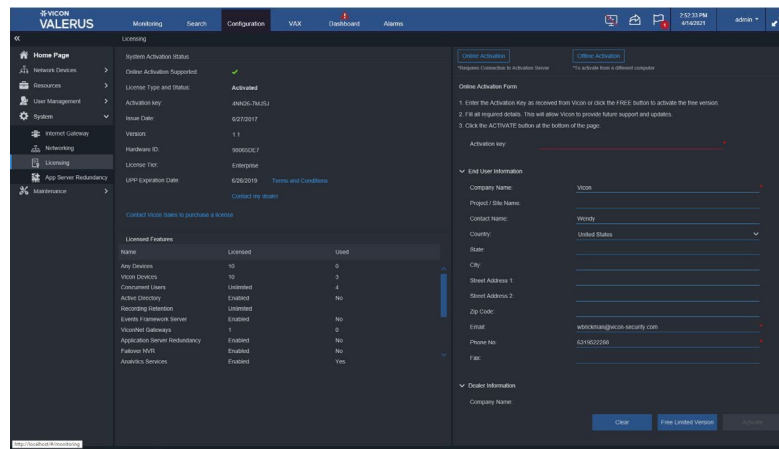 VICON
VALERUS
Monitoring
Search
Configuration
VAX
Dashboard
Alarms
2:52:33 PM
4/14/2021
admin
Licensing
Home Page
Network Devices
Resources
User Management
System
Internet Gateway
Networking
Licensing
App Server Redundancy
Maintenance
System Activation Status
Online Activation Supported:
License Type and Status: Activated
Activation key: 4NN26-7MJSJ
Issue Date: 6/27/2017
Version: 1.1
Hardware ID: 90065DE7
License Tier: Enterprise
UPP Expiration Date: 6/26/2019 Terms and Conditions
Contact my dealer
Contact Vicon Sales to purchase a license
Licensed Features
Name Licensed Used
Any Devices 10 0
Vicon Devices 10 3
Concurrent Users Unlimited 4
Active Directory Enabled No
Recording Retention Unlimited
Events Framework Server Enabled No
ViconNet Gateways 1 0
Application Server Redundancy Enabled No
Failover NVR Enabled No
Analytics Services Enabled Yes
Online Activation Offline Activation
*Requires Connection to Activation Server *To activate from a different computer
Online Activation Form
1. Enter the Activation Key as received from Vicon or click the FREE button to activate the free version.
2. Fill all required details. This will allow Vicon to provide future support and updates.
3. Click the ACTIVATE button at the bottom of the page.
Activation key: *
End User Information
Company Name: Vicon *
Project / Site Name:
Contact Name: Wendy
Country: United States
State:
City:
Street Address 1:
Street Address 2:
Zip Code:
Email: wbrickman@vicon-security.com *
Phone No: 6319522288 *
Fax:
Dealer Information
Company Name:
Clear Free Limited Version Activate
http://localhost/#/monitoring